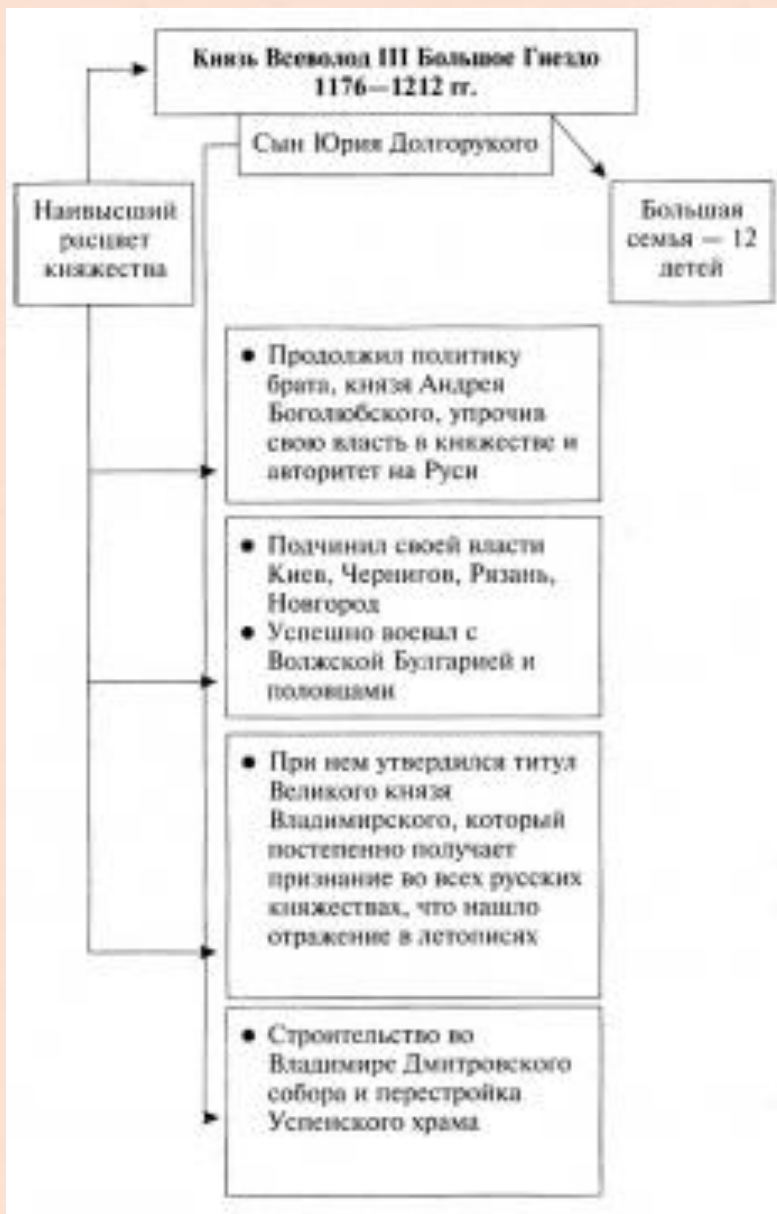 Князь Всеволод III Большое Гнездо
1176—1212 гг.
Сын Юрия Долгорукого
Наивысший
расцвет
княжества
Большая
семья — 12
детей
● Продолжил политику
брата, князя Андрея
Боголюбского, упрочив
свою власть в княжестве и
авторитет на Руси
● Подчинил своей власти
Киев, Чернигов, Рязань,
Новгород
● Успешно воевал с
Волжской Булгарией и
половцами
● При нем утвердился титул
Великого князя
Владимирского, который
постепенно получает
признание во всех русских
княжествах, что нашло
отражение в летописях
● Строительство во
Владимире Дмитровского
собора и перестройка
Успенского храма